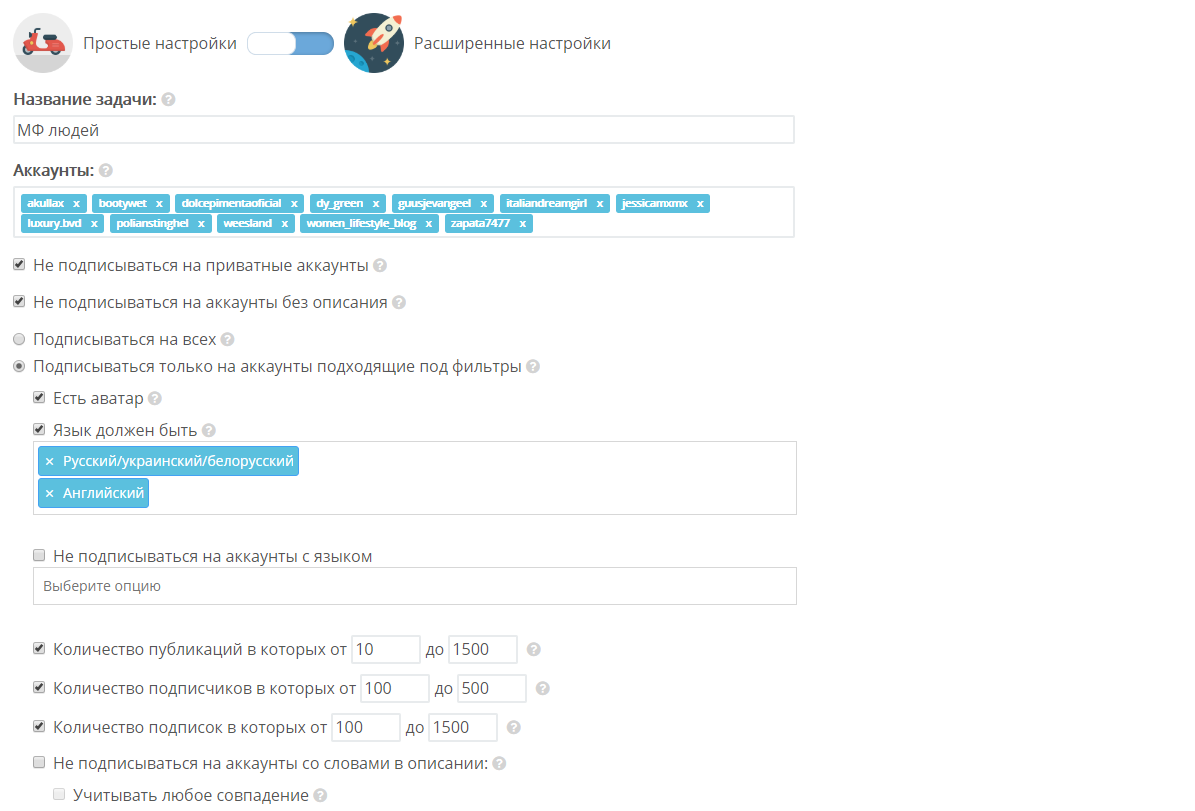 Простые настройки Расширенные настройки
Название задачи: ?
МФ людей
Аккаунты: ?
akullax x bootywet x dolcepimentaoficial x dy_green x guusjevangeel x italiandreamgirl x jessicamxmx x
luxury.bvd x polianstinghel x weesland x women_lifestyle_blog x zapata7477 x
Не подписываться на приватные аккаунты ?
Не подписываться на аккаунты без описания ?
Подписываться на всех ?
Подписываться только на аккаунты подходящие под фильтры ?
Есть аватар ?
Язык должен быть ?
× Русский/украинский/белорусский
× Английский
Не подписываться на аккаунты с языком
Выберите опцию
Количество публикаций в которых от 10 до 1500 ?
Количество подписчиков в которых от 100 до 500 ?
Количество подписок в которых от 100 до 1500 ?
Не подписываться на аккаунты со словами в описании: ?
Учитывать любое совпадение ?